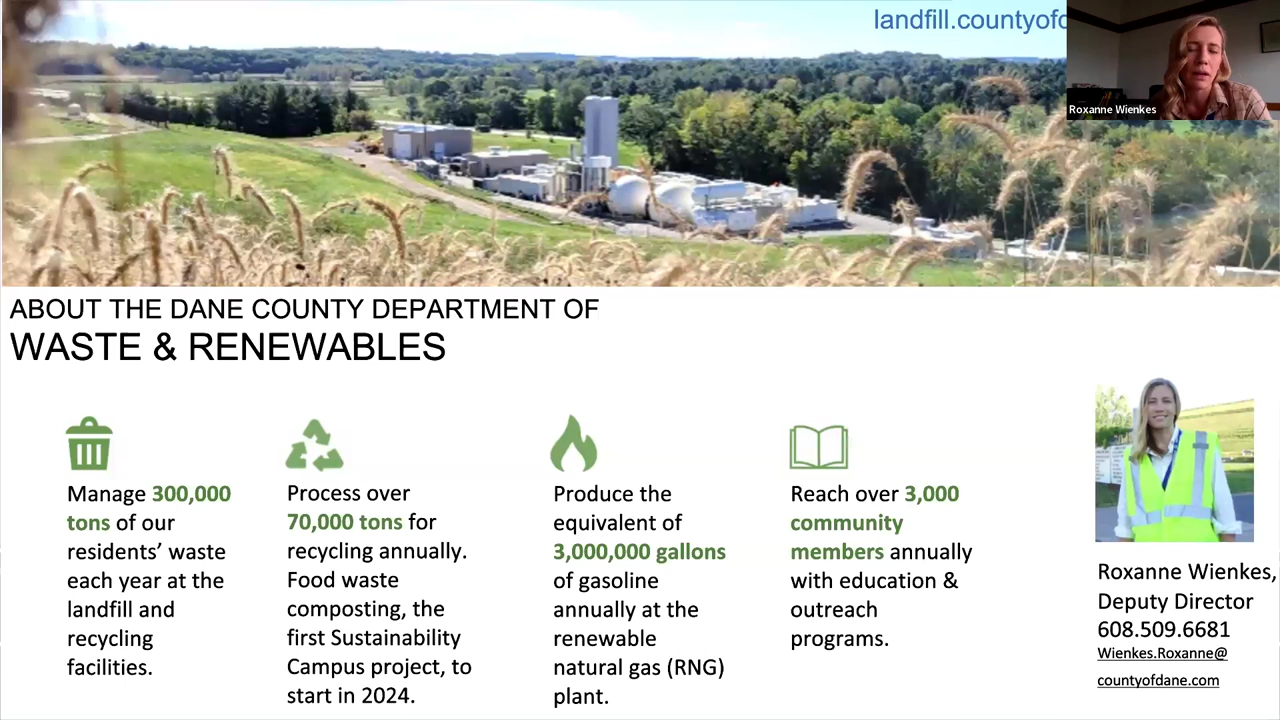 landfill.countyofd
Roxanne Wienkes
ABOUT THE DANE COUNTY DEPARTMENT OF
WASTE & RENEWABLES
Manage 300,000
tons of our
residents’ waste
each year at the
landfill and
recycling
facilities.
Process over
70,000 tons for
recycling annually.
Food waste
composting, the
first Sustainability
Campus project, to
start in 2024.
Produce the
equivalent of
3,000,000 gallons
of gasoline
annually at the
renewable
natural gas (RNG)
plant.
Reach over 3,000
community
members annually
with education &
outreach
programs.
Roxanne Wienkes,
Deputy Director
608.509.6681
Wienkes.Roxanne@
countyofdane.com